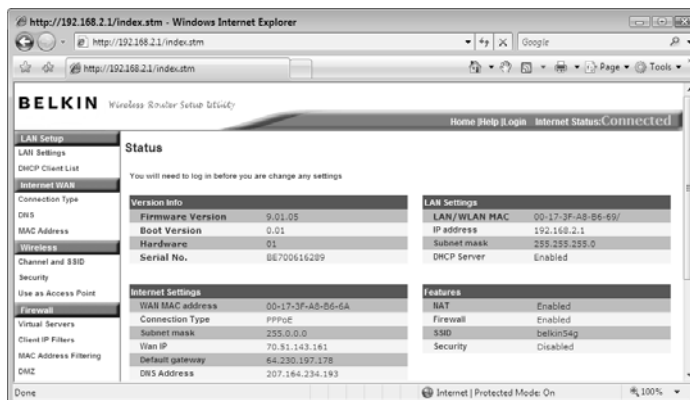 http://192.168.2.1/index.stm - Windows Internet Explorer
http://192.168.2.1/index.stm
Google
http://192.168.2.1/index.stm
Page Tools
BELKIN Wireless Router Setup Utility
Home |Help |Login Internet Status:Connected
LAN Setup
LAN Settings
DHCP Client List
Internet WAN
Connection Type
DNS
MAC Address
Wireless
Channel and SSID
Security
Use as Access Point
Firewall
Virtual Servers
Client IP Filters
MAC Address Filtering
DMZ
Status
You will need to log in before you are change any settings
Version Info
Firmware Version 9.01.05
Boot Version 0.01
Hardware 01
Serial No. BE700616289
LAN Settings
LAN/WLAN MAC 00-17-3F-A8-B6-69/
IP address 192.168.2.1
Subnet mask 255.255.255.0
DHCP Server Enabled
Internet Settings
WAN MAC address 00-17-3F-A8-B6-6A
Connection Type PPPoE
Subnet mask 255.0.0.0
Wan IP 70.51.143.161
Default gateway 64.230.197.178
DNS Address 207.164.234.193
Features
NAT Enabled
Firewall Enabled
SSID belkin54g
Security Disabled
Done
Internet | Protected Mode: On
100%